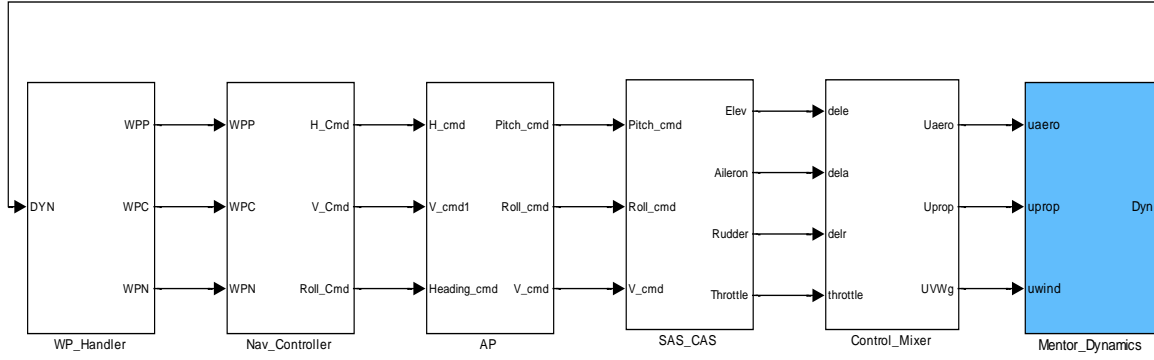 DYN
WPP
WPC
WPN
WP_Handler
WPP
WPC
WPN
H_Cmd
V_Cmd
Roll_Cmd
Nav_Controller
H_cmd
V_cmd1
Heading_cmd
Pitch_cmd
Roll_cmd
V_cmd
AP
Pitch_cmd
Roll_cmd
V_cmd
Elev
Aileron
Rudder
Throttle
SAS_CAS
dele
dela
delr
throttle
Uaero
Uprop
UVWg
Control_Mixer
uaero
uprop
uwind
Dyn
Mentor_Dynamics